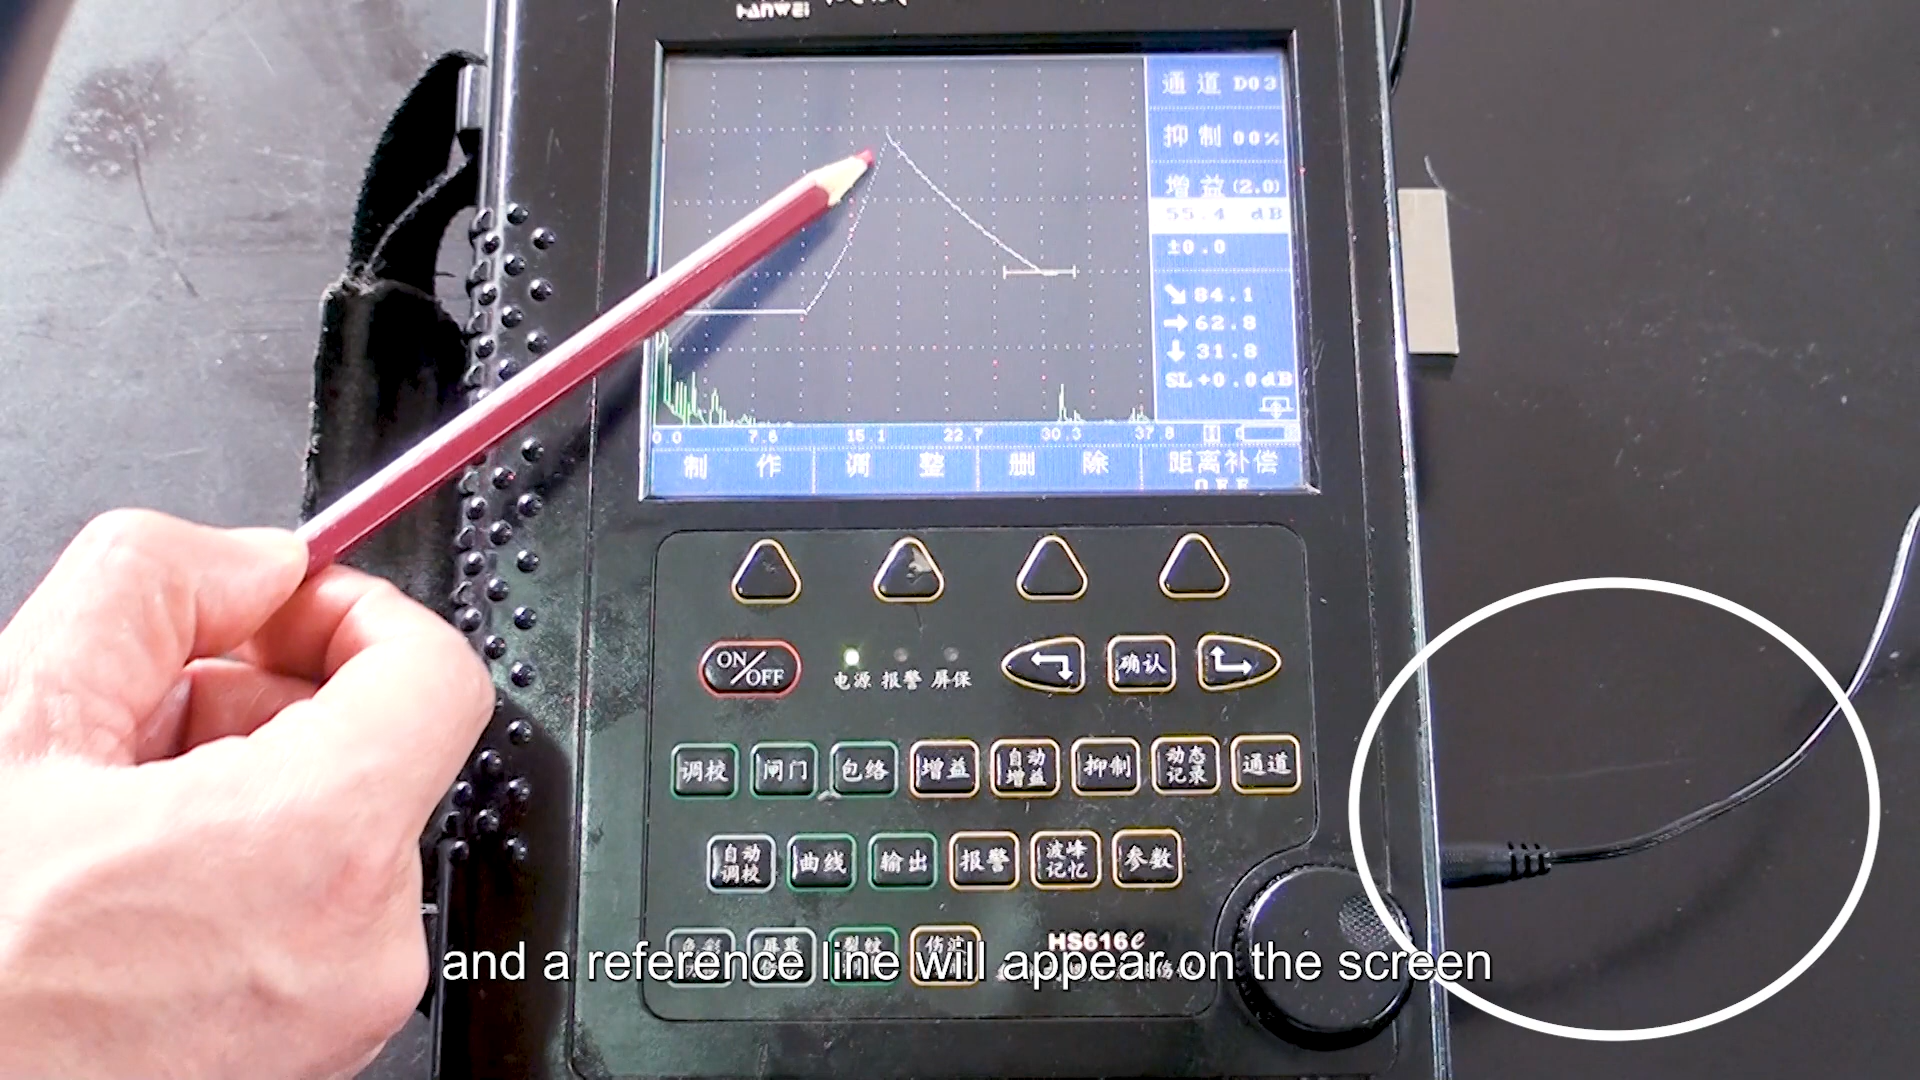 HANWEI
通道 D03
抑制 00%
增益 (2.0)
55.4 dB
±0.0
84.1
62.8
31.8
SL +0.0dB
0.0 7.6 15.1 22.7 30.3 37.8
制作 调整 删除 距离补偿
OFF
ON/OFF
电源 报警 屏保
确认
调校 闸门 包络 增益 自动增益 抑制 动态记录 通道
自动调校 曲线 输出 报警 波峰记忆 参数
HS616e
and a reference line will appear on the screen